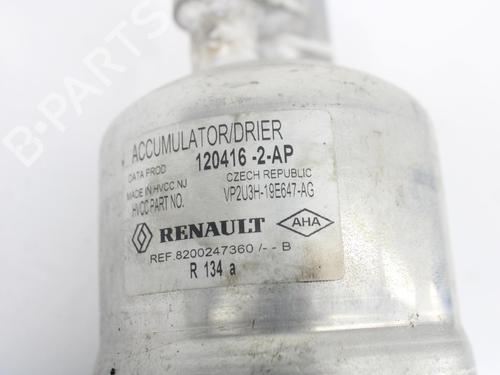 ACCUMULATOR/DRIER
DATA PROD 120416 -2-AP
MADE IN HVCC NJ CZECH REPUBLIC
HVCC PART NO. VP2U3H-19E647-AG
RENAULT AHA
REF.8200247360 /- - B
R 134 a
B-PARTS